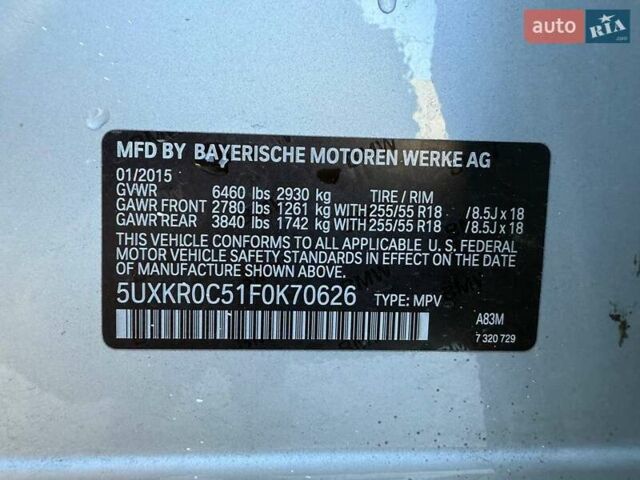 auto RIA.com
MFD BY BAYERISCHE MOTOREN WERKE AG
01/2015
GVWR 6460 lbs 2930 kg TIRE / RIM
GAWR FRONT 2780 lbs 1261 kg WITH 255/55 R18 /8.5J x 18
GAWR REAR 3840 lbs 1742 kg WITH 255/55 R18 /8.5J x 18
THIS VEHICLE CONFORMS TO ALL APPLICABLE U. S. FEDERAL
MOTOR VEHICLE SAFETY STANDARDS IN EFFECT ON THE
DATE OF MANUFACTURE SHOWN ABOVE.
5UXKR0C51F0K70626 TYPE: MPV
A83M
7 320 729